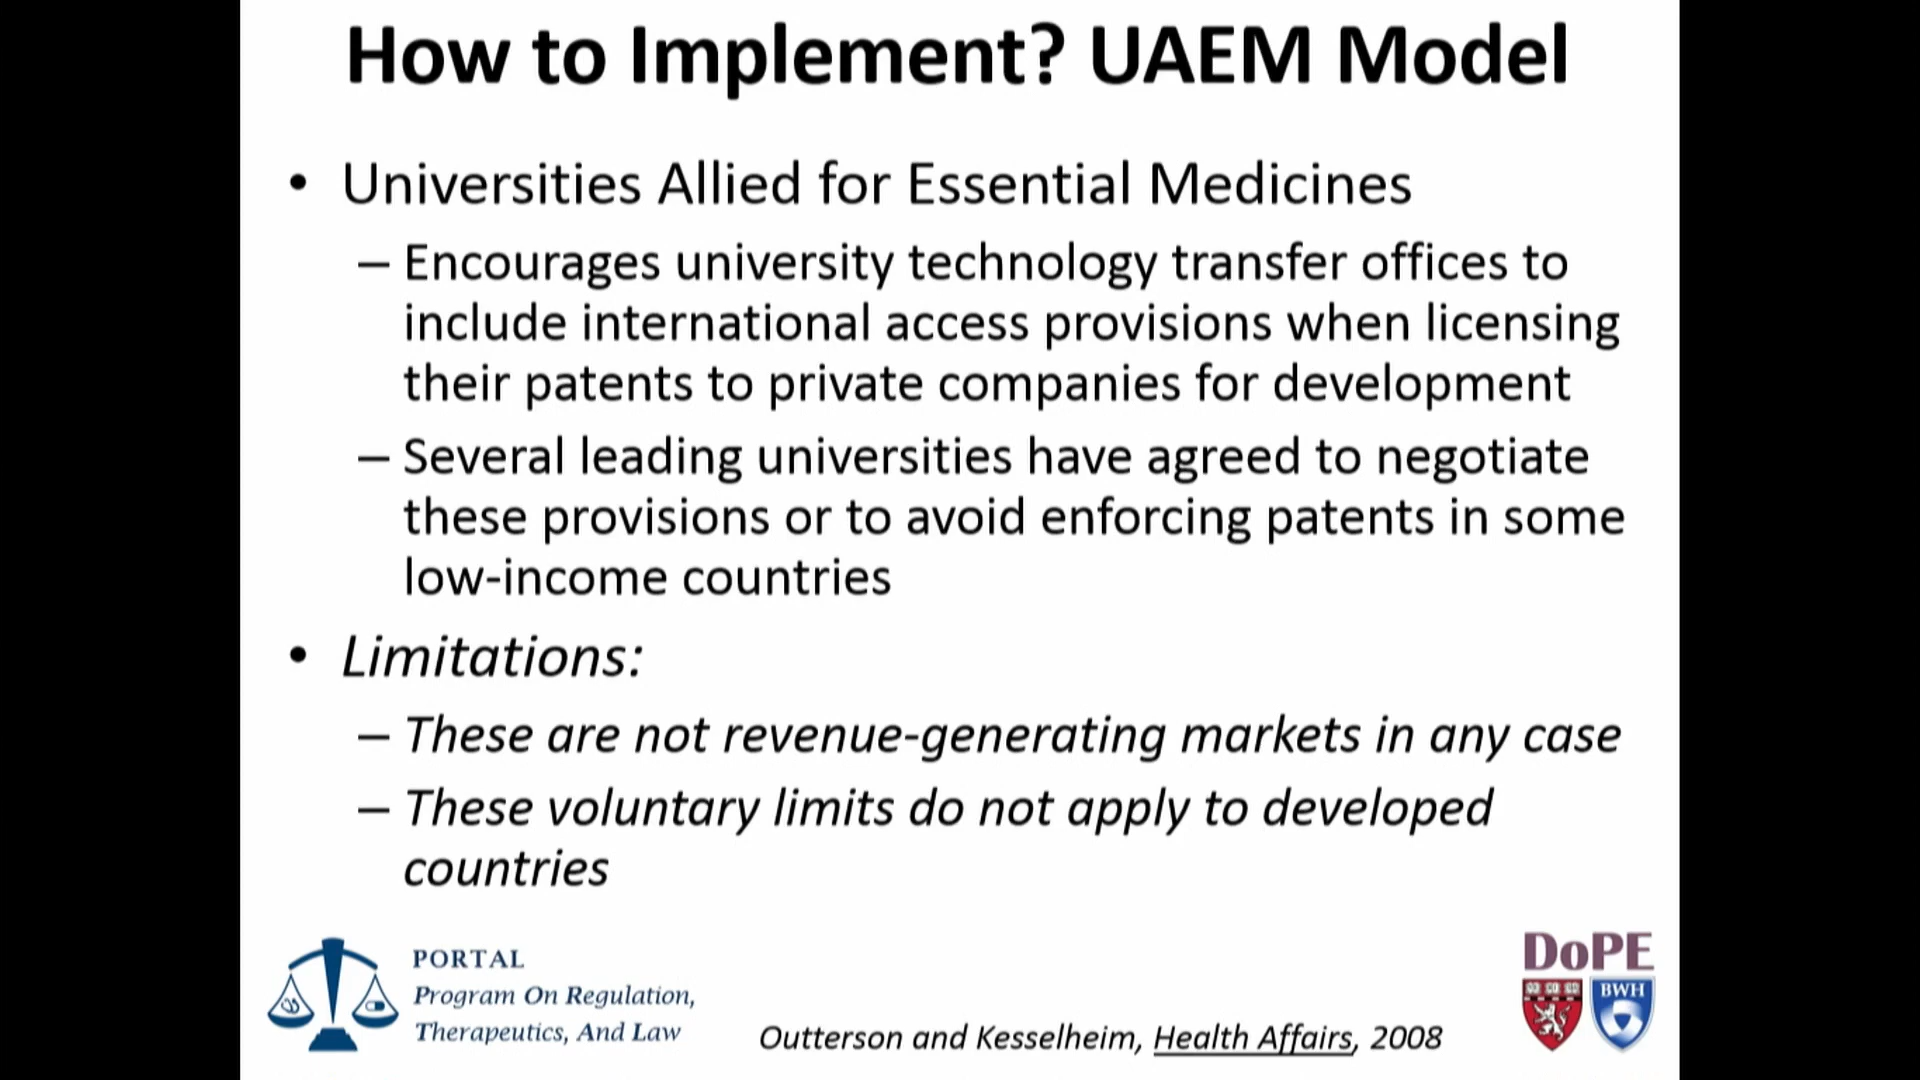 How to Implement? UAEM Model
• Universities Allied for Essential Medicines
– Encourages university technology transfer offices to
include international access provisions when licensing
their patents to private companies for development
– Several leading universities have agreed to negotiate
these provisions or to avoid enforcing patents in some
low-income countries
• Limitations:
– These are not revenue-generating markets in any case
– These voluntary limits do not apply to developed
countries
PORTAL
Program On Regulation,
Therapeutics, And Law
Outterson and Kesselheim, Health Affairs, 2008
DoPE
BWH